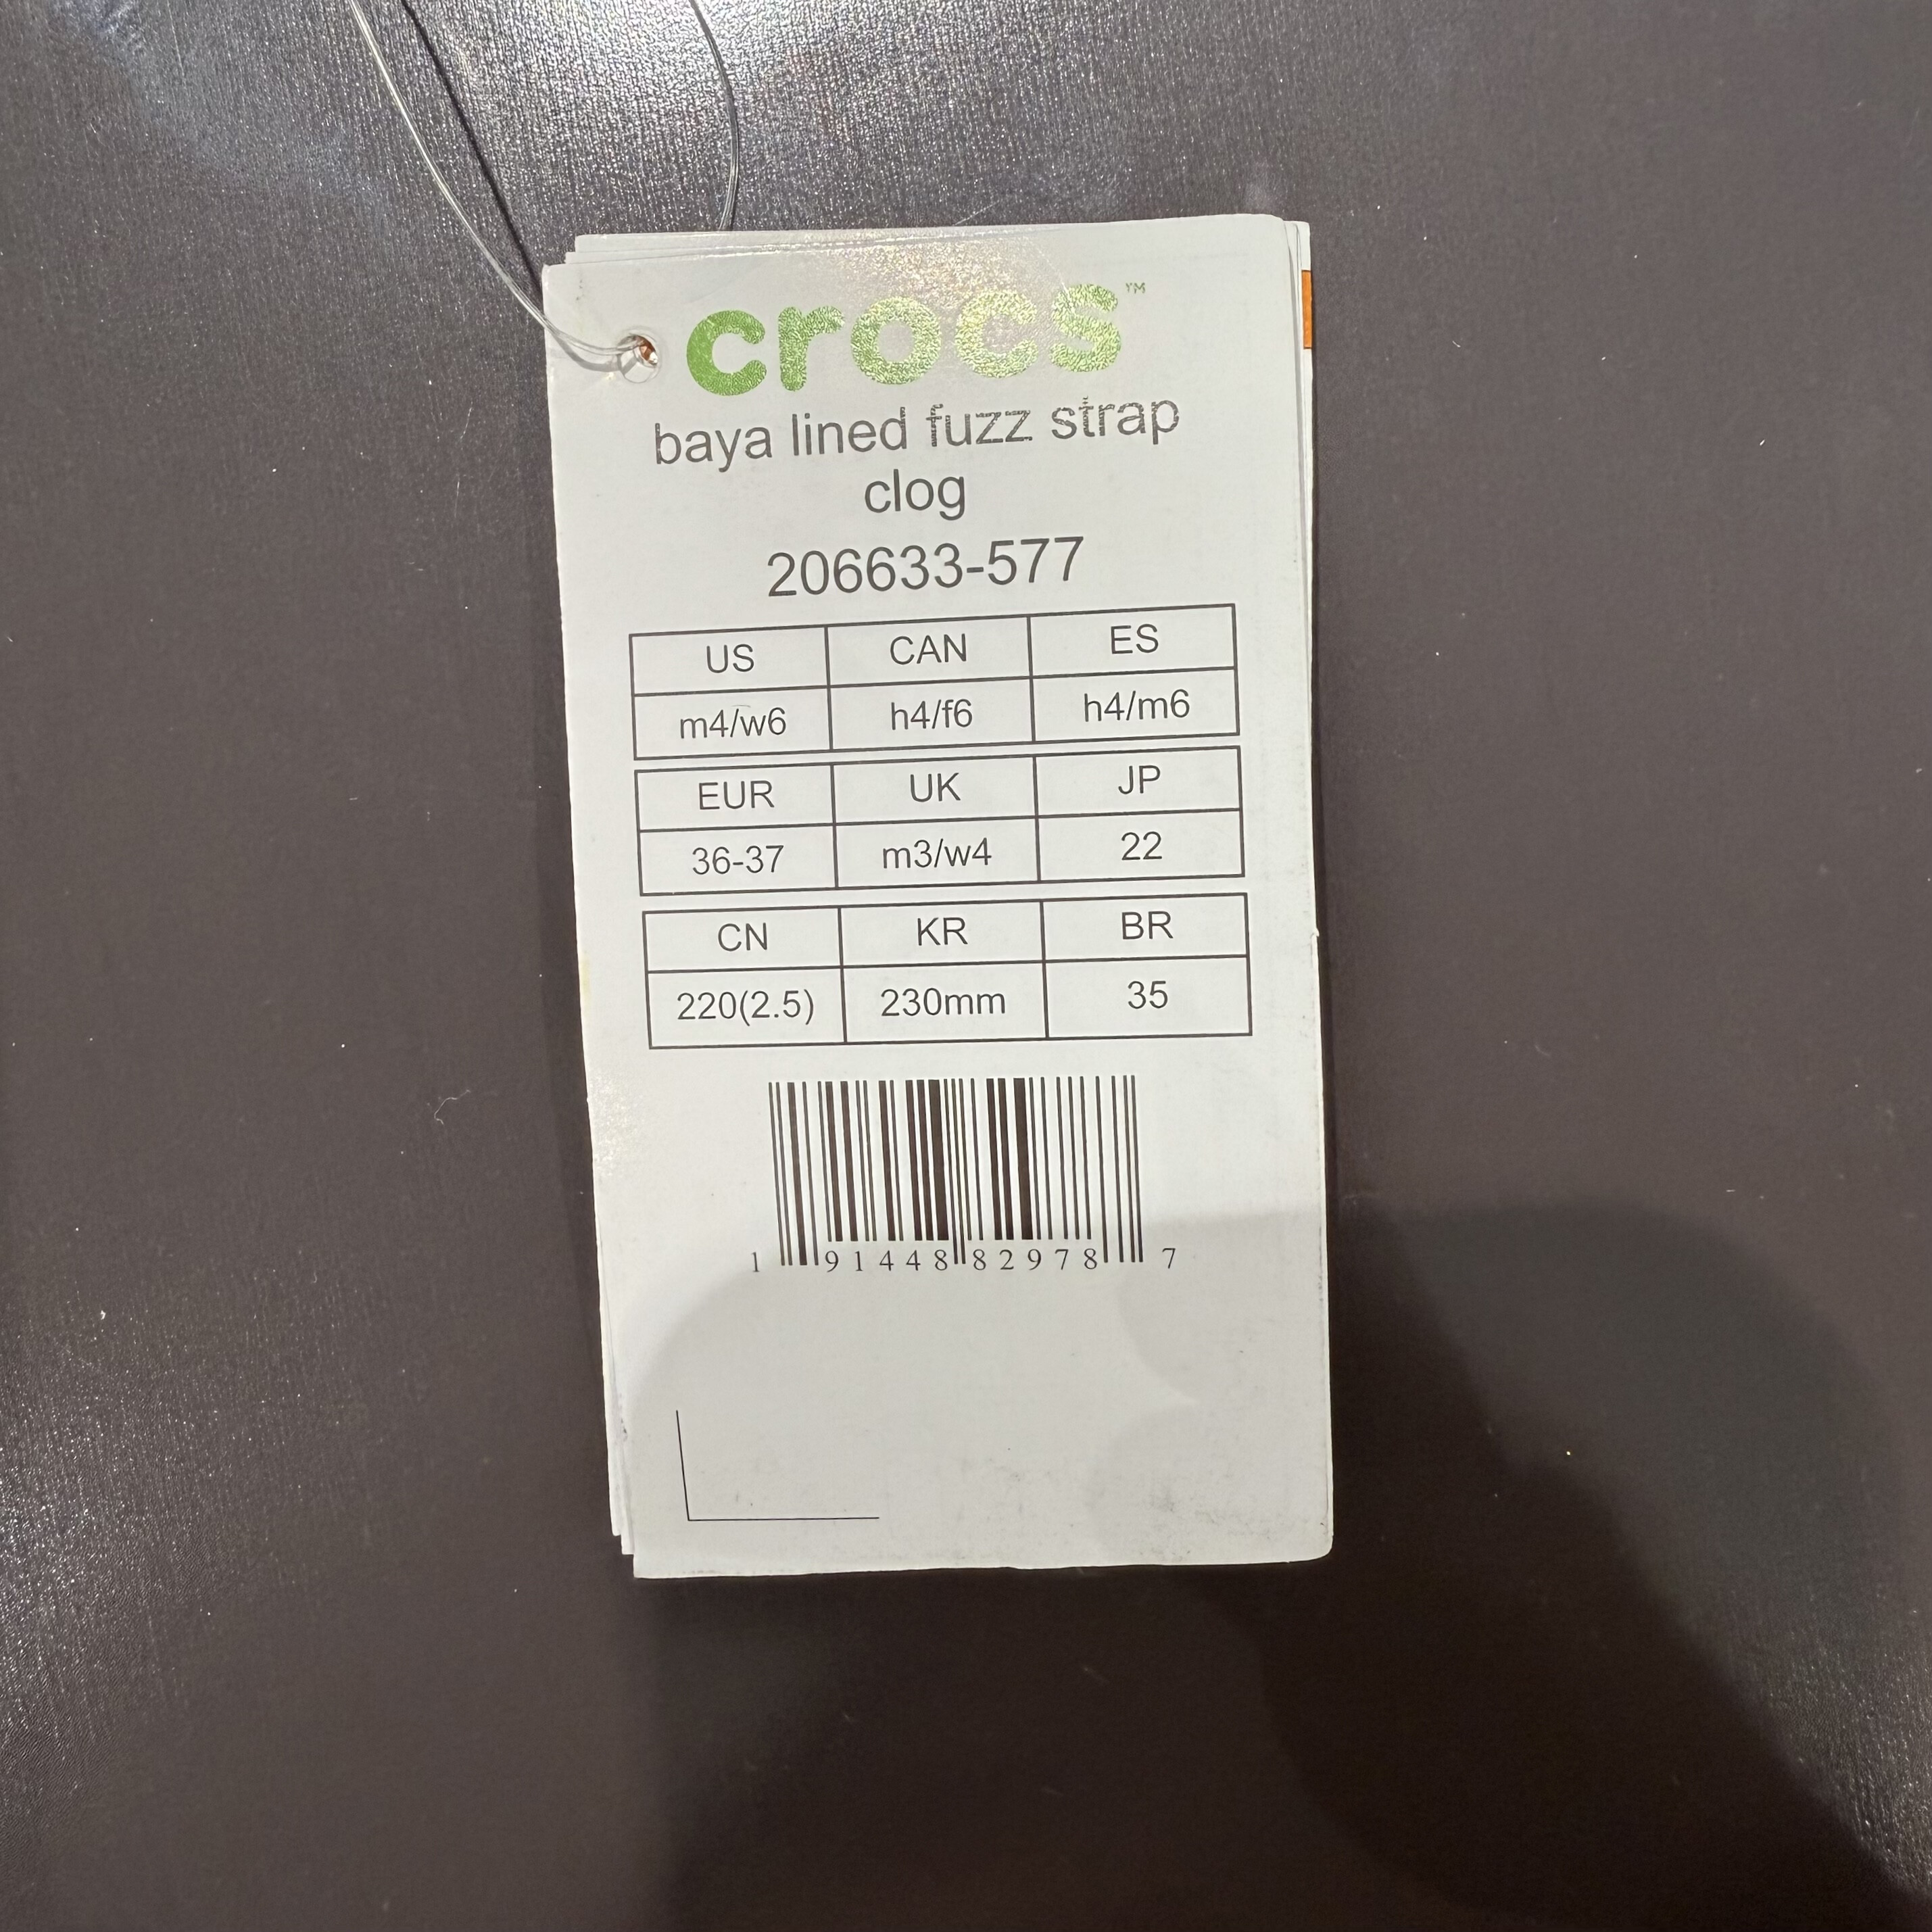 crocs™
baya lined fuzz strap
clog
206633-577
US CAN ES
m4/w6 h4/f6 h4/m6
EUR UK JP
36-37 m3/w4 22
CN KR BR
220(2.5) 230mm 35
1 91448 82978 7